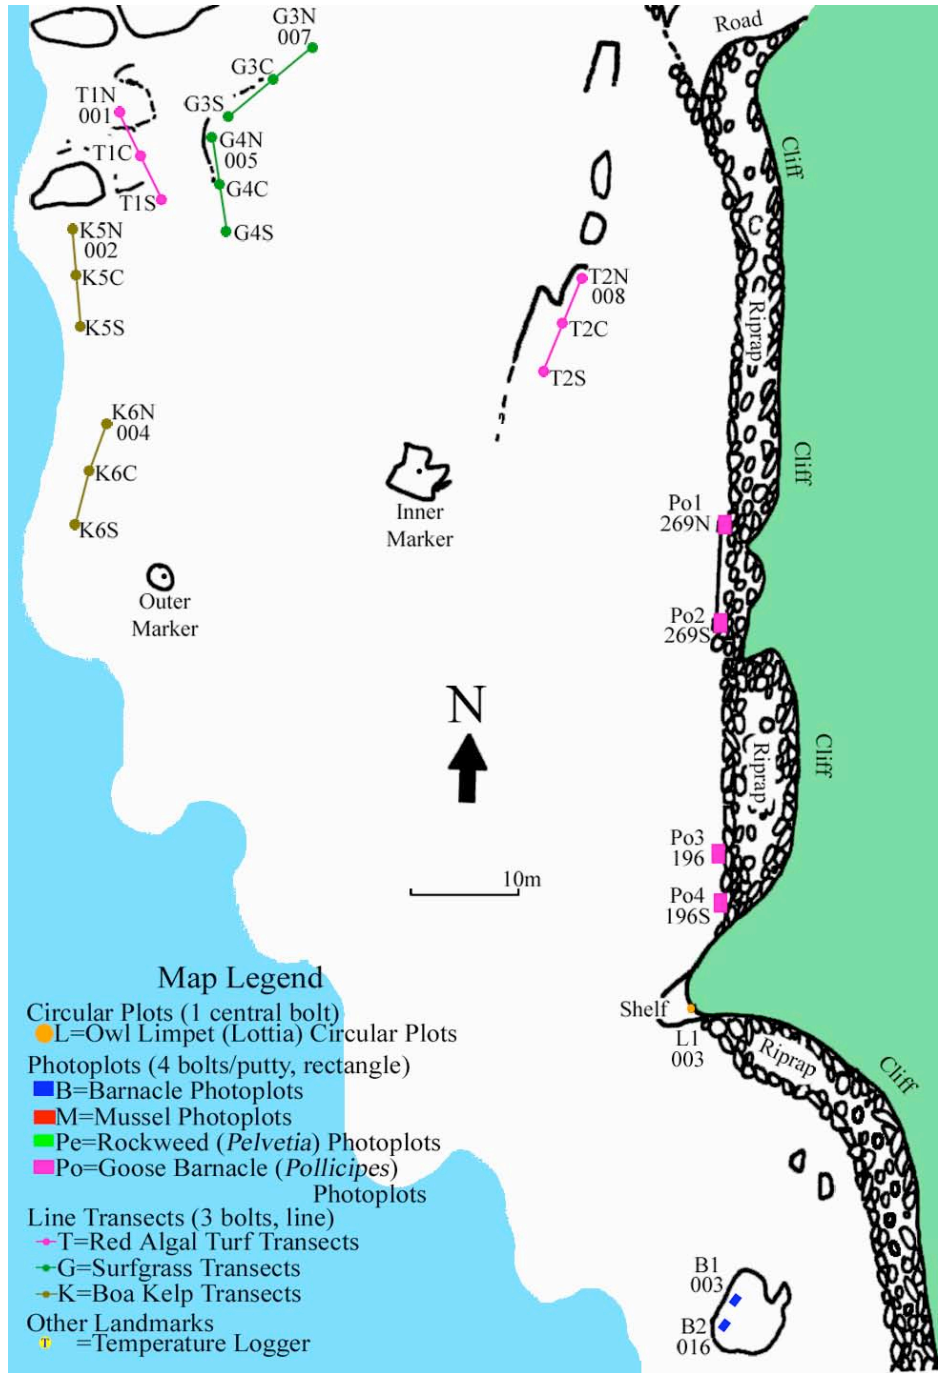 G3N
007
Road
G3C
T1N
001
G3S
G4N
005
T1C
Cliff
G4C
T1S
G4S
K5N
002
K5C
T2N
008
K5S
T2C
Riprap
T2S
K6N
004
K6C
Cliff
Inner
Marker
Po1
269N
K6S
Outer
Marker
Po2
269S
N
Cliff
Riprap
Po3
196
10m
Po4
196S
Map Legend
Circular Plots (1 central bolt)
L=Owl Limpet (Lottia) Circular Plots
Photoplots (4 bolts/putty, rectangle)
B=Barnacle Photoplots
M=Mussel Photoplots
Pe=Rockweed (Pelvetia) Photoplots
Po=Goose Barnacle (Pollicipes)
Photoplots
Line Transects (3 bolts, line)
T=Red Algal Turf Transects
G=Surfgrass Transects
K=Boa Kelp Transects
Other Landmarks
T =Temperature Logger
Shelf
L1
003
Riprap
Cliff
B1
003
B2
016